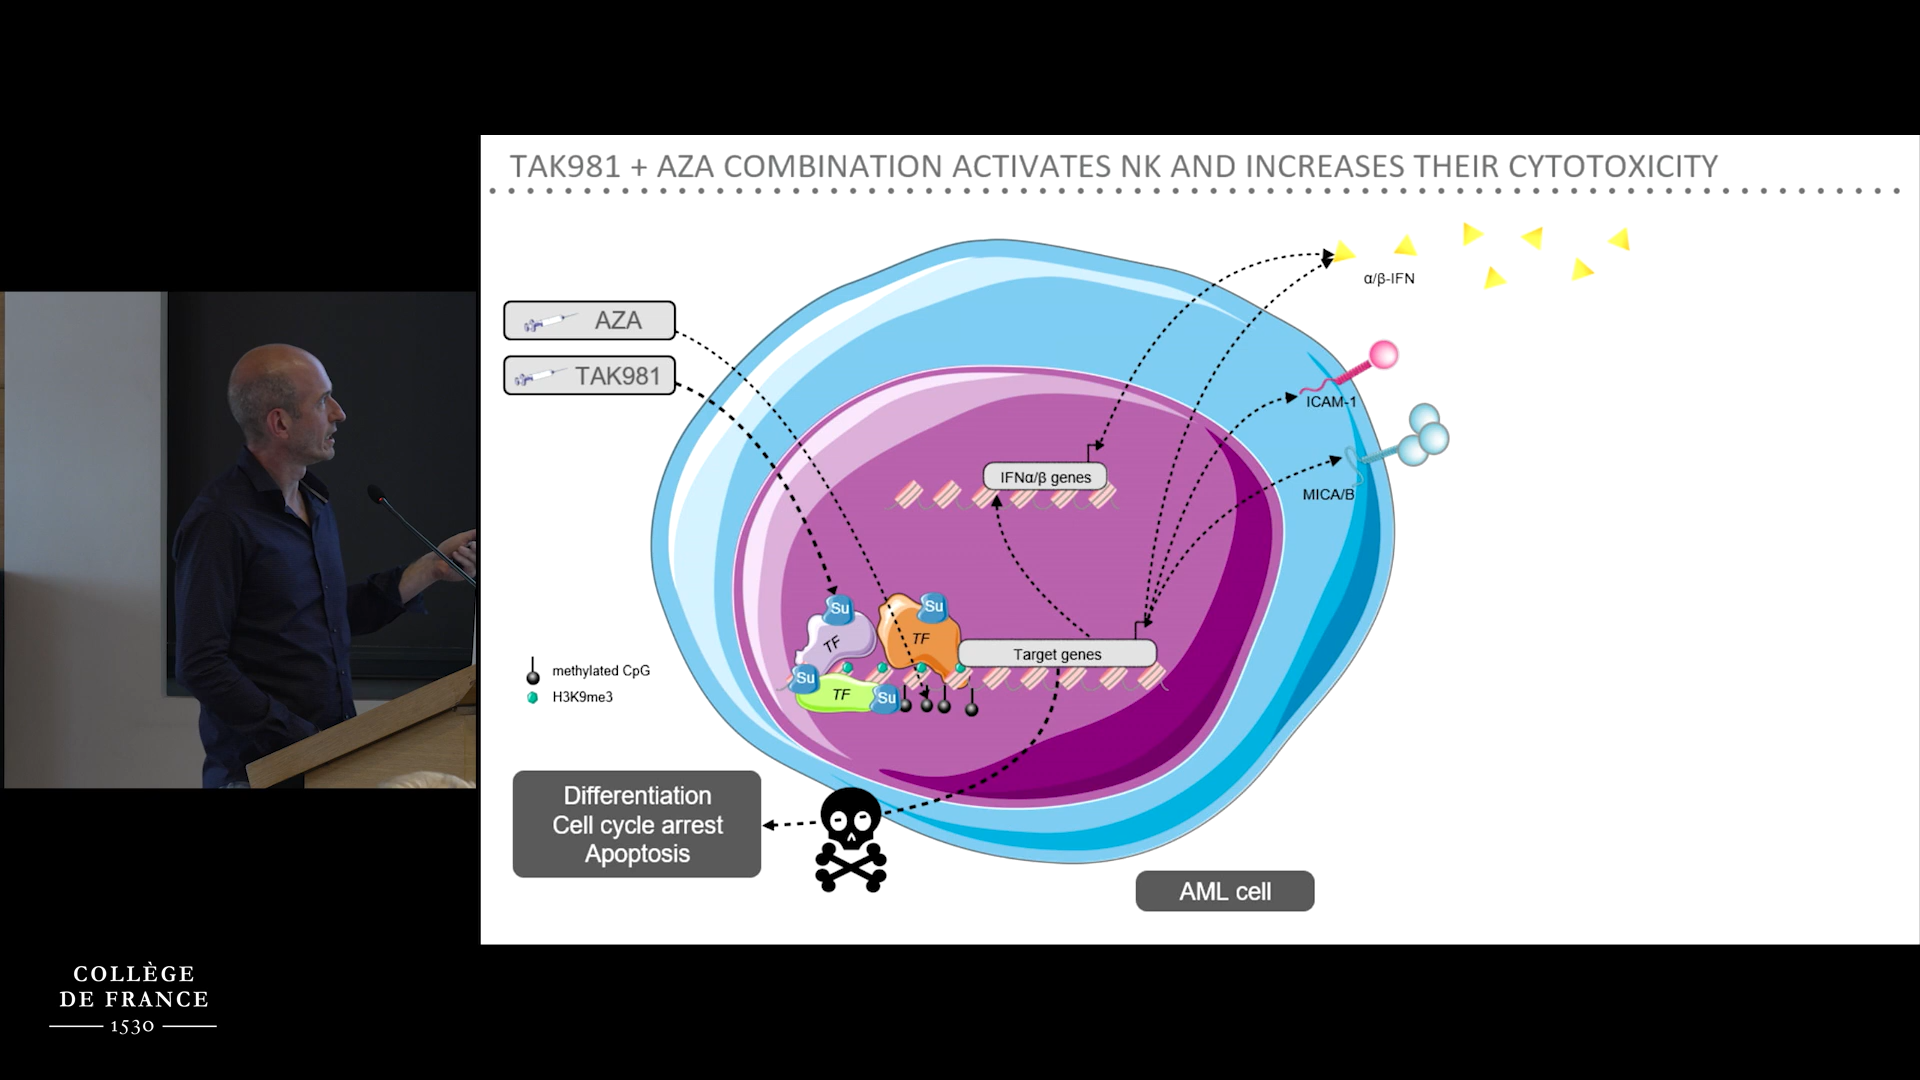 TAK981 + AZA COMBINATION ACTIVATES NK AND INCREASES THEIR CYTOTOXICITY
α/β-IFN
AZA
TAK981
ICAM-1
MICA/B
IFNα/β genes
Su
Su
TF
TF
Target genes
Su
TF
Su
methylated CpG
H3K9me3
Differentiation
Cell cycle arrest
Apoptosis
AML cell
COLLÈGE
DE FRANCE
1530